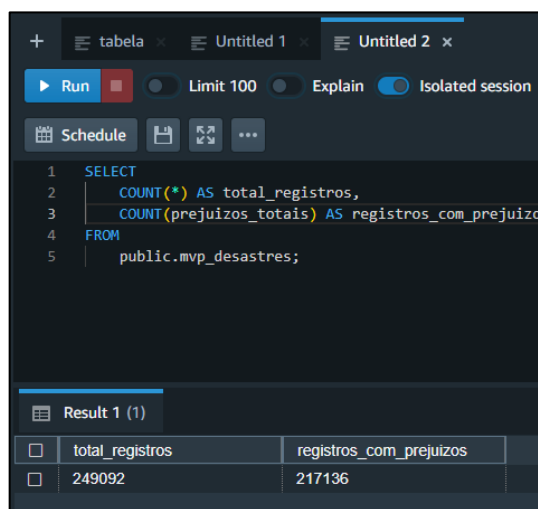 + tabela × Untitled 1 × Untitled 2 ×
Run Limit 100 Explain Isolated session
Schedule ...
1 SELECT
2 COUNT(*) AS total_registros,
3 COUNT(prejuizos_totais) AS registros_com_prejuizo
4 FROM
5 public.mvp_desastres;
Result 1 (1)
total_registros registros_com_prejuizos
249092 217136